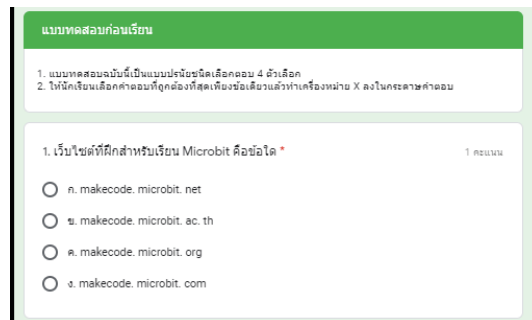 แบบทดสอบก่อนเรียน
1. แบบทดสอบฉบับนี้เป็นแบบปรนัยชนิดเลือกตอบ 4 ตัวเลือก
2. ให้นักเรียนเลือกคำตอบที่ถูกต้องที่สุดเพียงข้อเดียวแล้วทำเครื่องหมาย X ลงในกระดาษคำตอบ
1. เว็บไซต์ที่ฝึกสำหรับเรียน Microbit คือข้อใด * 1 คะแนน
ก. makecode. microbit. net
ข. makecode. microbit. ac. th
ค. makecode. microbit. org
ง. makecode. microbit. com